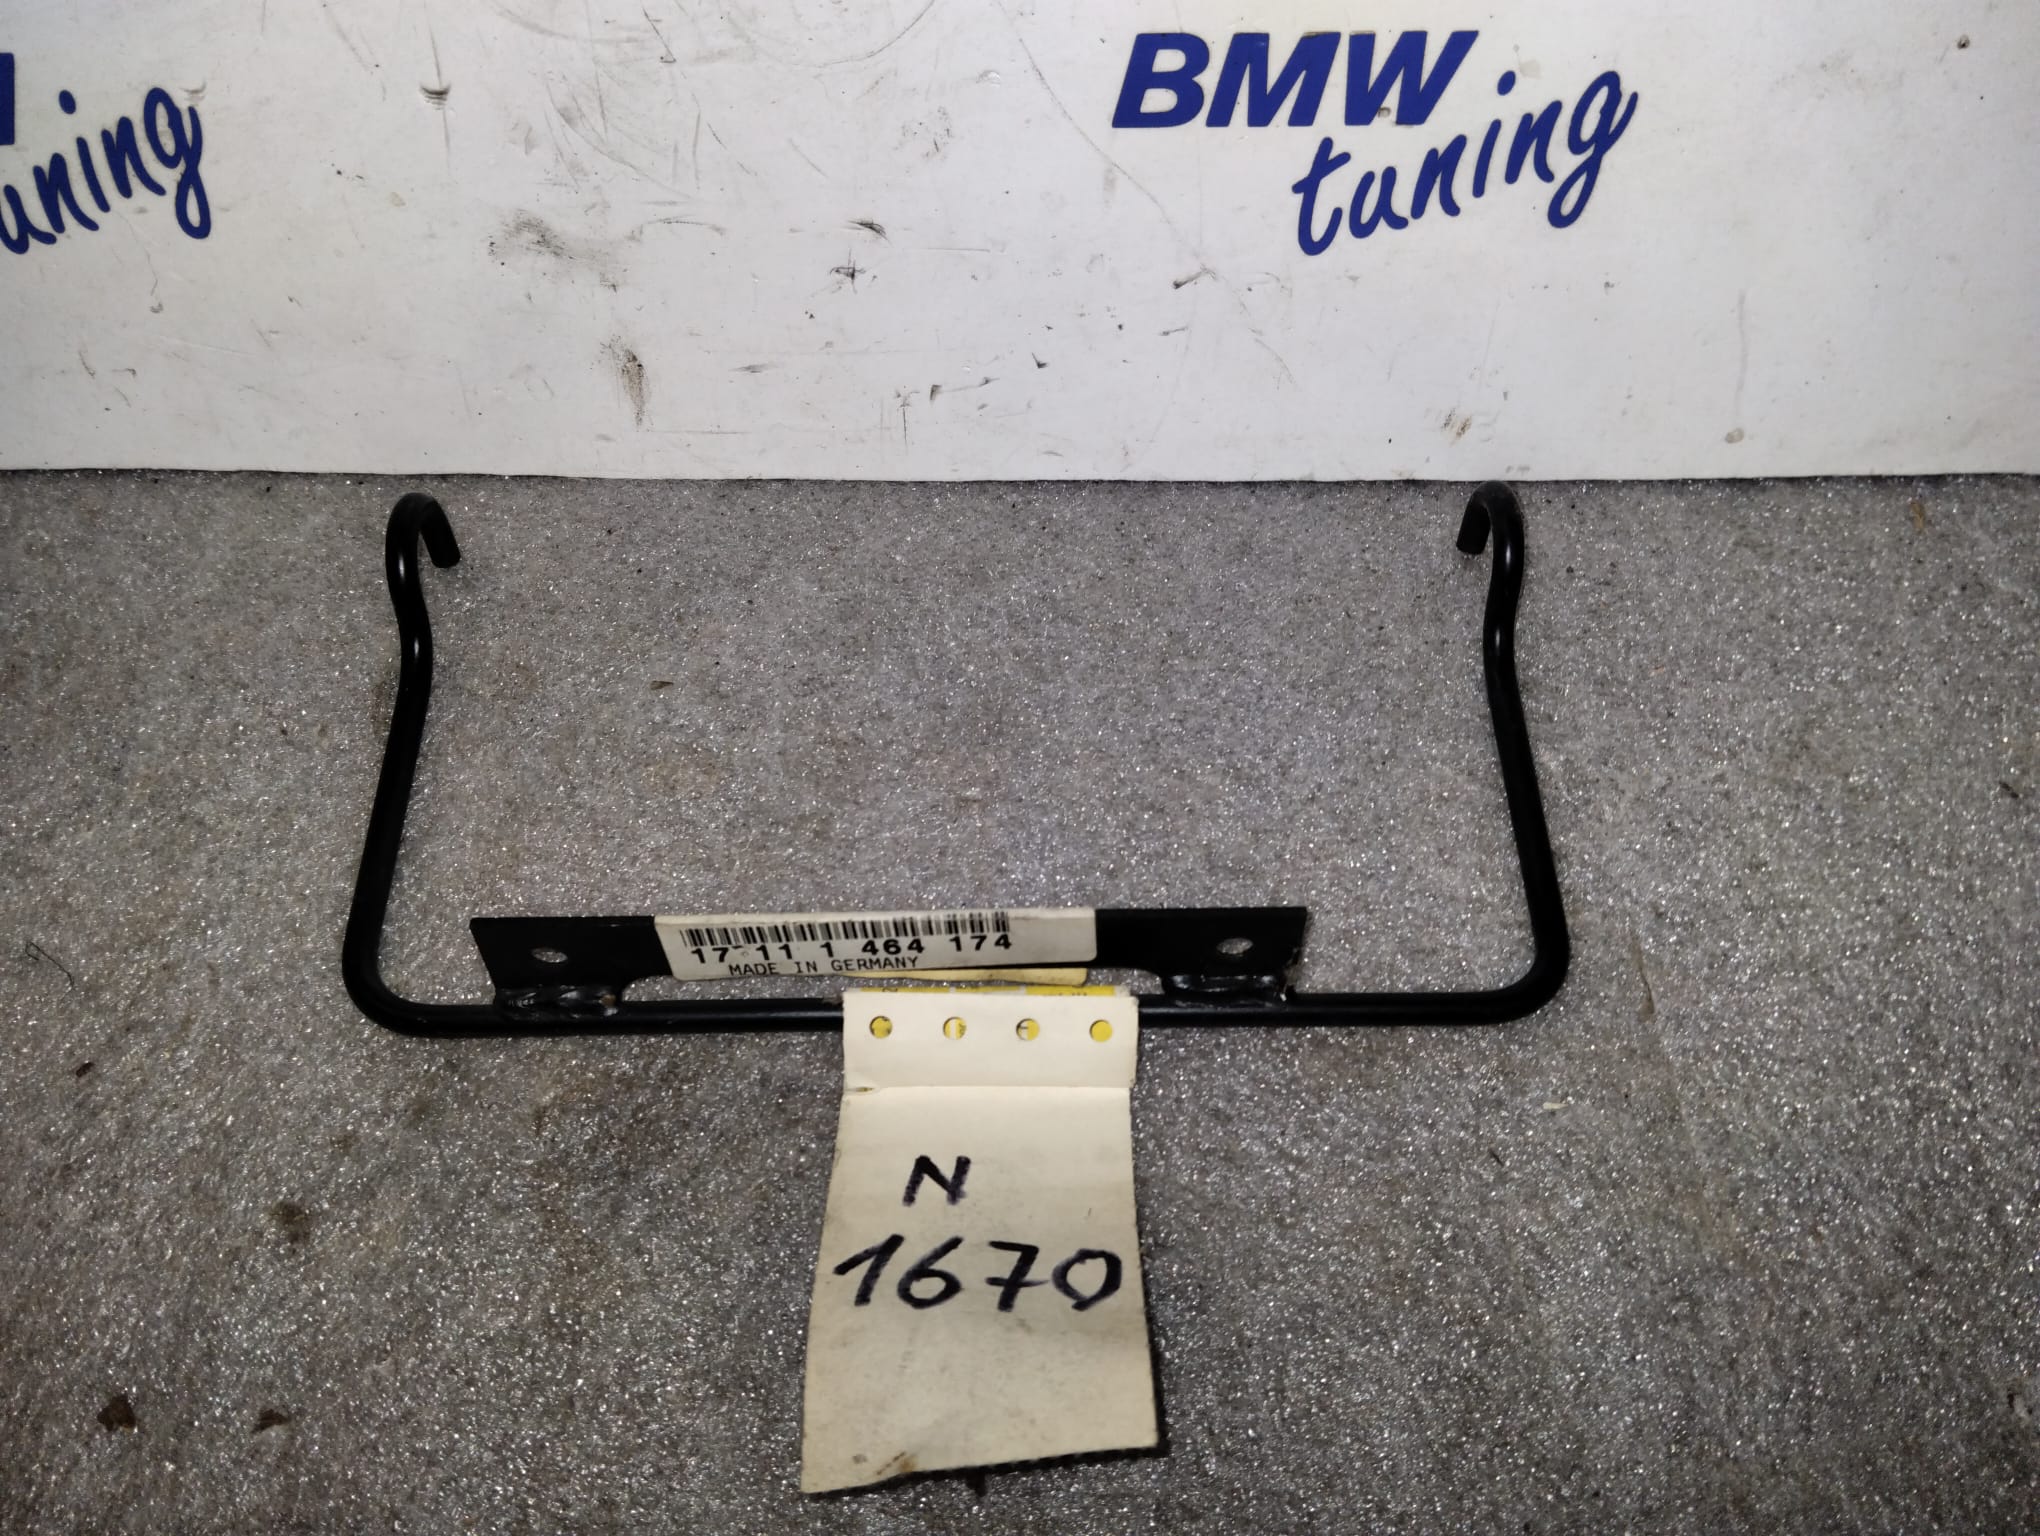 BMW
tuning
uning
17 11 1 464 174
MADE IN GERMANY
N
1670